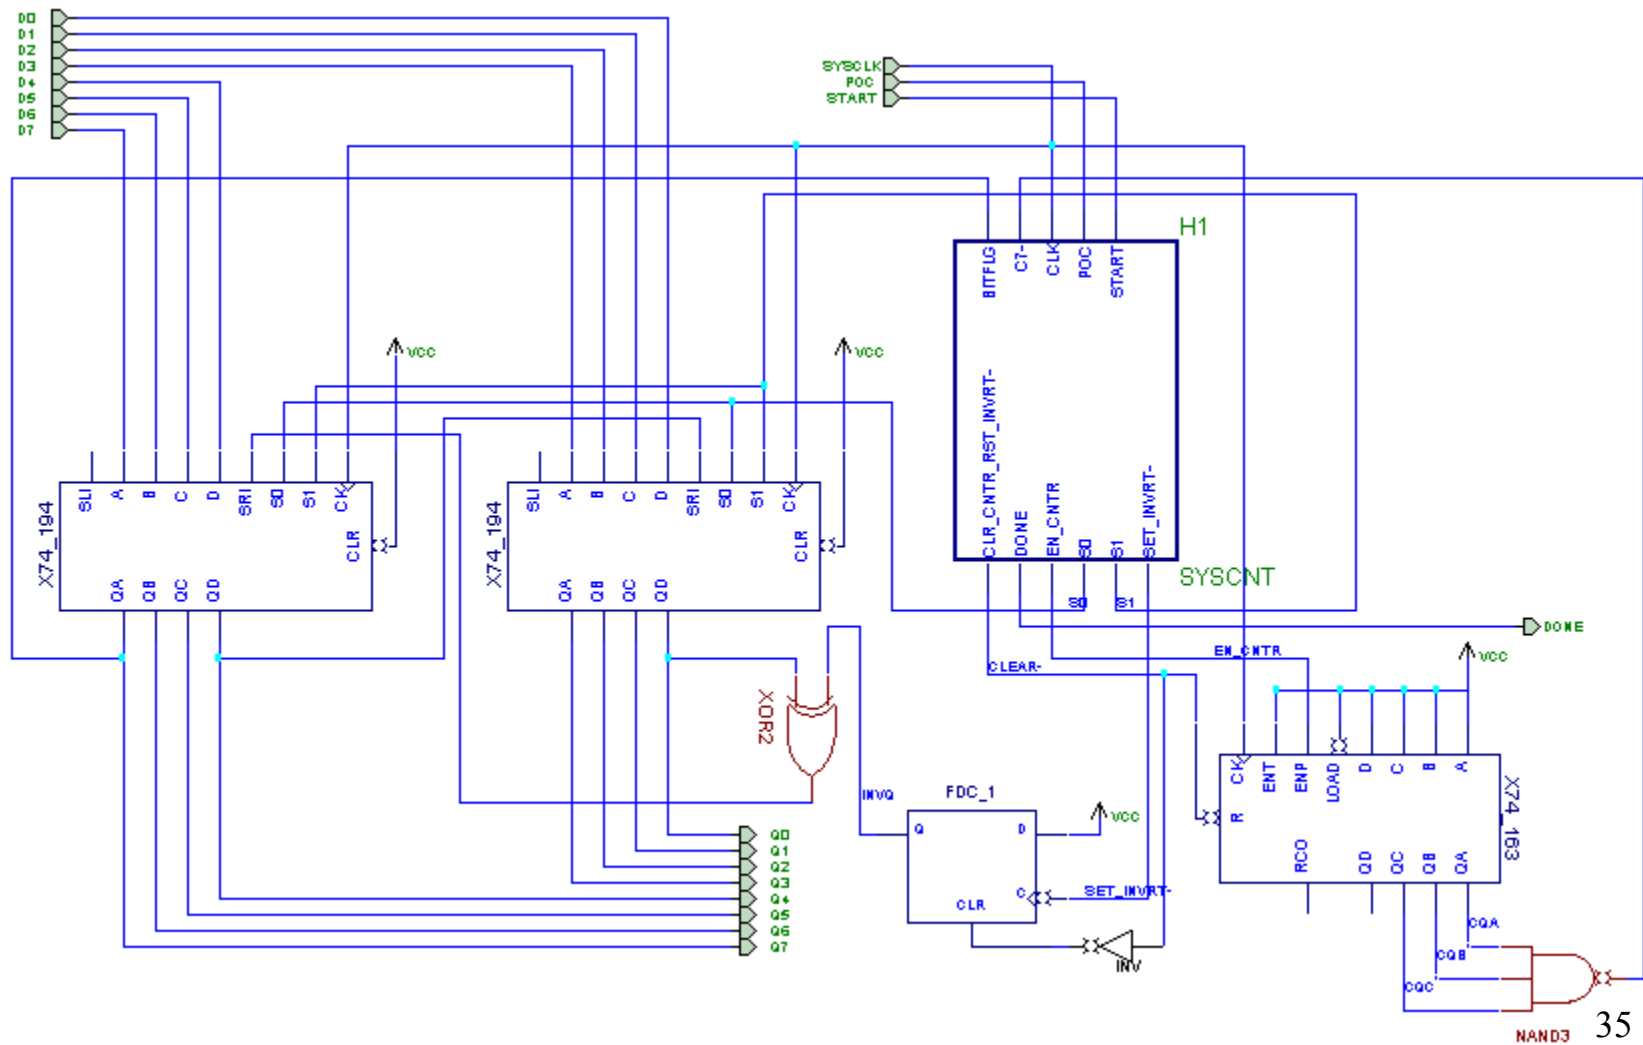 D0
D1
D2
D3
D4
D5
D6
D7
SYSCLK
POC
START
H1
BITFLG
C7-
CLK
POC
START
VCC
VCC
CLR_CNTR_RST_INVRT-
DONE
EN_CNTR
S0
S1
SET_INVRT-
SYSCNT
X74_194
SLI
A
B
C
D
SRI
S0
S1
CK
CLR
QA
QB
QC
QD
X74_194
SLI
A
B
C
D
SRI
S0
S1
CK
CLR
QA
QB
QC
QD
S0
S1
DONE
EN_CNTR
VCC
CLEAR-
XOR2
CK
ENT
ENP
LOAD
D
C
B
A
R
RCO
QD
QC
QB
QA
X74_163
INVQ
FDC_1
Q
D
C
CLR
VCC
SET_INVRT-
INV
Q0
Q1
Q2
Q3
Q4
Q5
Q6
Q7
CQA
CQB
CQC
NAND3
35